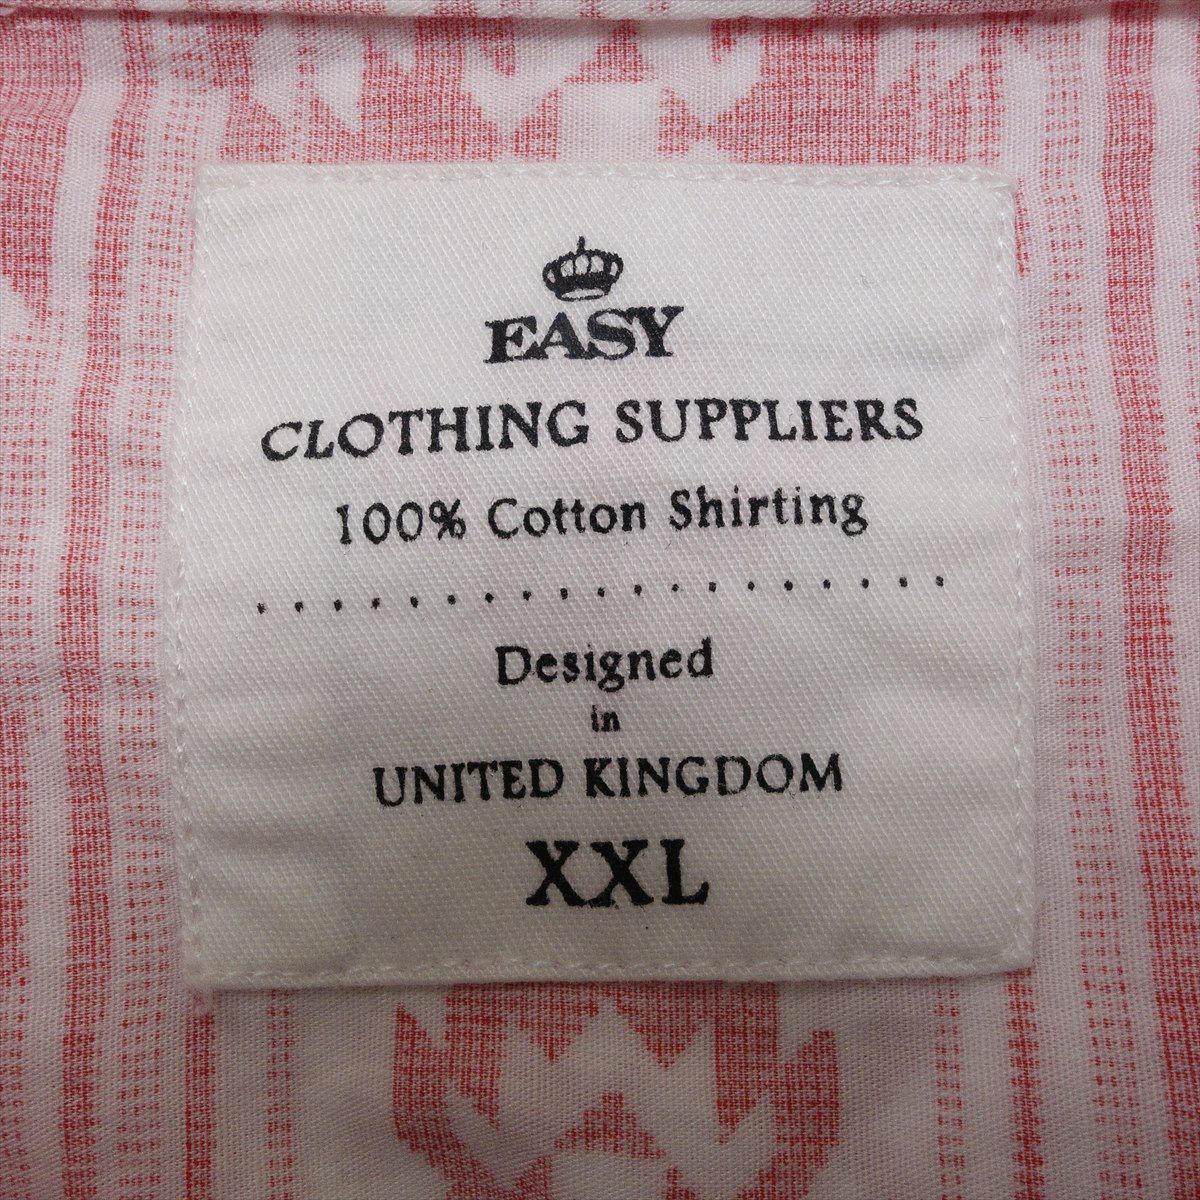 EASY
CLOTHING SUPPLIERS
100% Cotton Shirting
Designed
in
UNITED KINGDOM
XXL